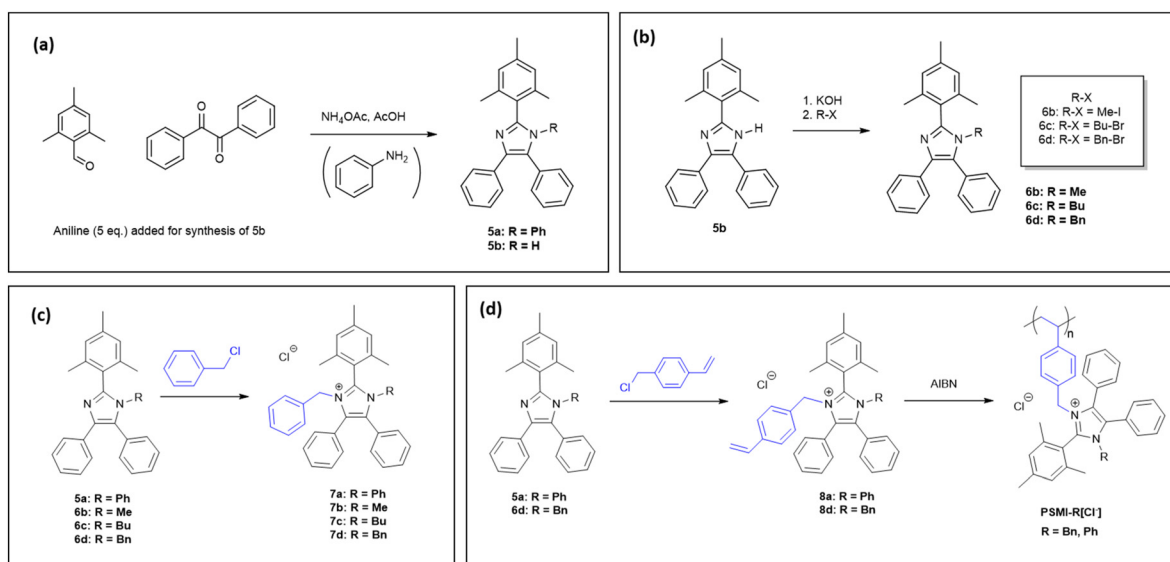 (a)
O
O
O
NH₄OAc, AcOH
NH₂
N
N
R
Aniline (5 eq.) added for synthesis of 5b
5a: R = Ph
5b: R = H
(b)
N
N
H
5b
1. KOH
2. R-X
N
N
R
6b: R = Me
6c: R = Bu
6d: R = Bn
R-X
6b: R-X = Me-I
6c: R-X = Bu-Br
6d: R-X = Bn-Br
(c)
N
N
R
5a: R = Ph
6b: R = Me
6c: R = Bu
6d: R = Bn
Cl
Cl⊖
N
⊕
N
R
7a: R = Ph
7b: R = Me
7c: R = Bu
7d: R = Bn
(d)
N
N
R
5a: R = Ph
6d: R = Bn
Cl
Cl⊖
N
⊕
N
R
8a: R = Ph
8d: R = Bn
AIBN
n
Cl⊖
N
⊕
N
R
PSMI-R[Cl⁻]
R = Bn, Ph